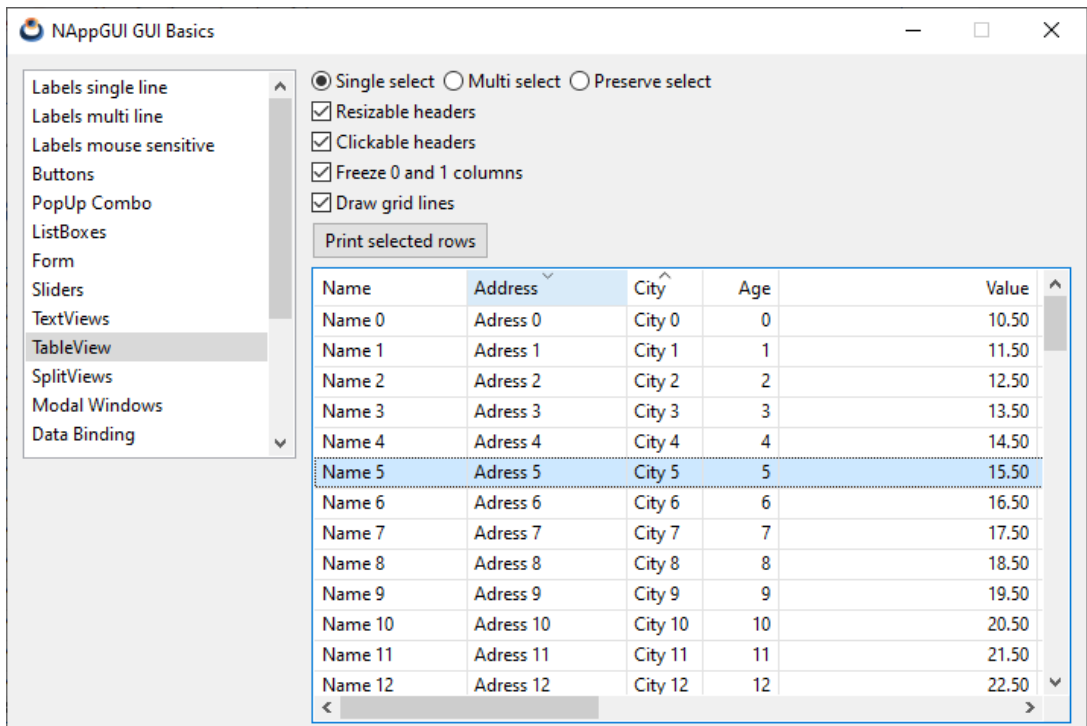 NAppGUI GUI Basics
Labels single line
Labels multi line
Labels mouse sensitive
Buttons
PopUp Combo
ListBoxes
Form
Sliders
TextViews
TableView
SplitViews
Modal Windows
Data Binding
Single select Multi select Preserve select
Resizable headers
Clickable headers
Freeze 0 and 1 columns
Draw grid lines
Print selected rows
Name Address City Age Value
Name 0 Adress 0 City 0 0 10.50
Name 1 Adress 1 City 1 1 11.50
Name 2 Adress 2 City 2 2 12.50
Name 3 Adress 3 City 3 3 13.50
Name 4 Adress 4 City 4 4 14.50
Name 5 Adress 5 City 5 5 15.50
Name 6 Adress 6 City 6 6 16.50
Name 7 Adress 7 City 7 7 17.50
Name 8 Adress 8 City 8 8 18.50
Name 9 Adress 9 City 9 9 19.50
Name 10 Adress 10 City 10 10 20.50
Name 11 Adress 11 City 11 11 21.50
Name 12 Adress 12 City 12 12 22.50